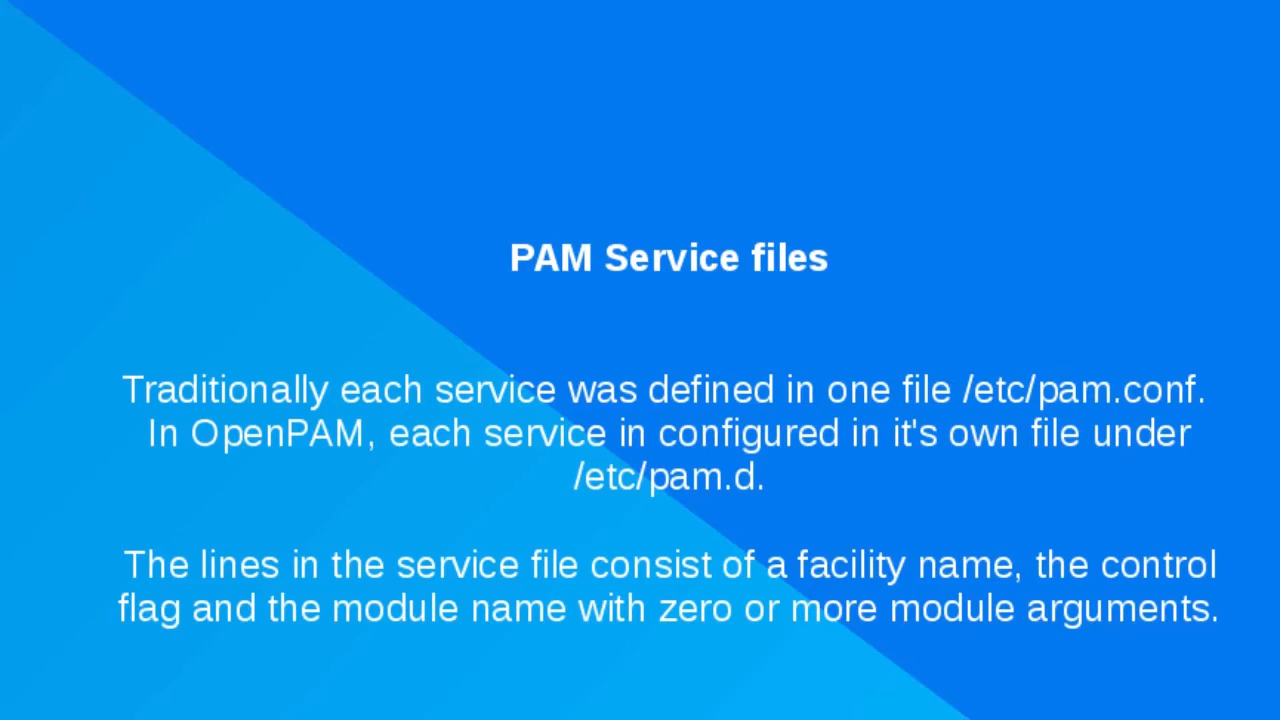 PAM Service files
Traditionally each service was defined in one file /etc/pam.conf.
In OpenPAM, each service in configured in it's own file under
/etc/pam.d.
The lines in the service file consist of a facility name, the control
flag and the module name with zero or more module arguments.